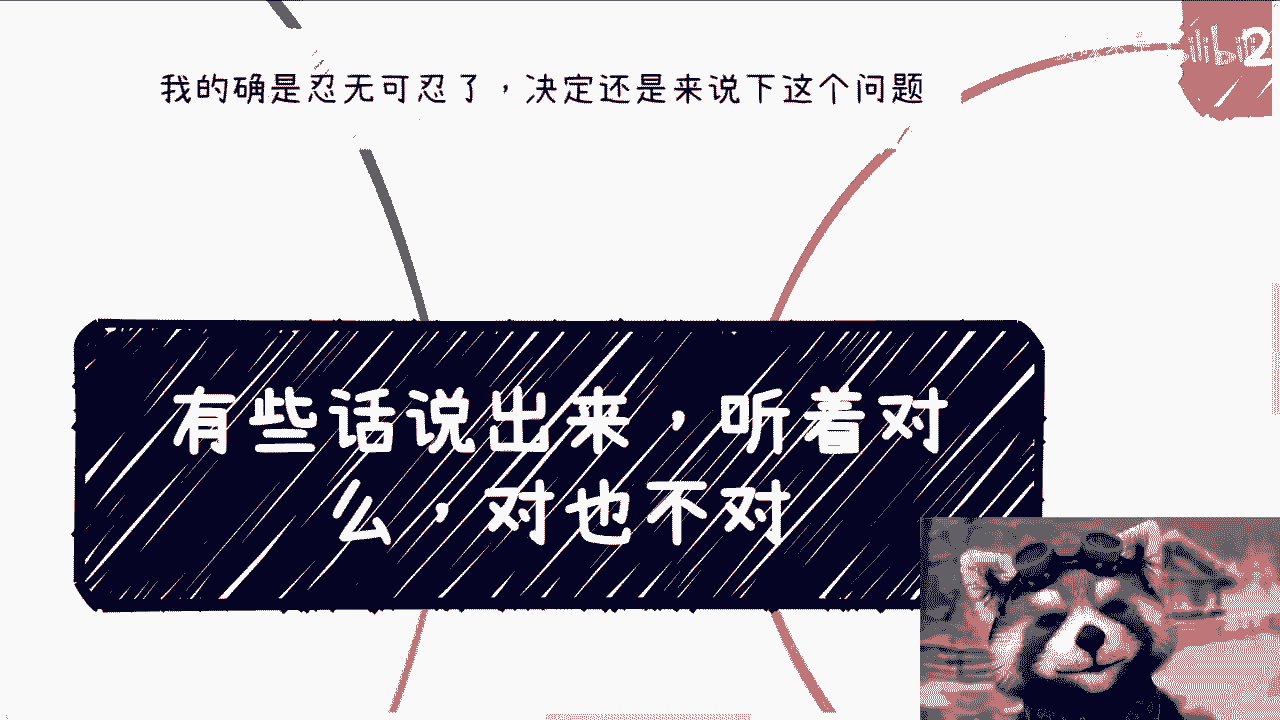 我的确是忍无可忍了，决定还是来说下这个问题
有些话说出来，听着对
么，对也不对
2